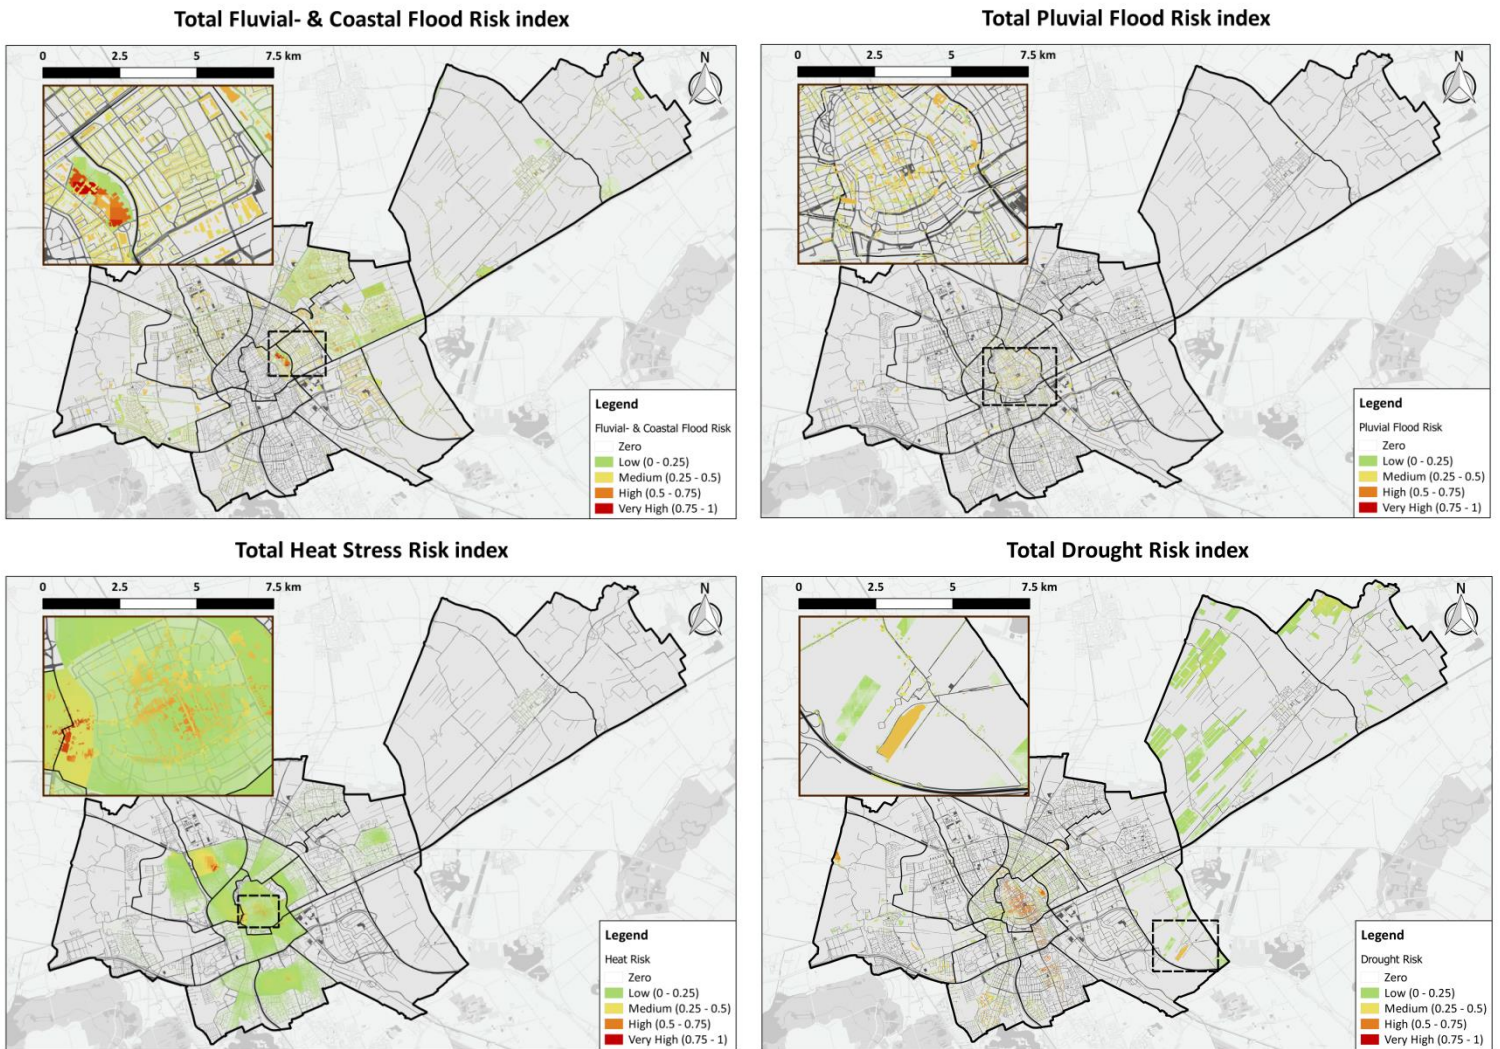 Total Fluvial- & Coastal Flood Risk index
0 2.5 5 7.5 km
N
Legend
Fluvial- & Coastal Flood Risk
Zero
Low (0 - 0.25)
Medium (0.25 - 0.5)
High (0.5 - 0.75)
Very High (0.75 - 1)
Total Pluvial Flood Risk index
0 2.5 5 7.5 km
N
Legend
Pluvial Flood Risk
Zero
Low (0 - 0.25)
Medium (0.25 - 0.5)
High (0.5 - 0.75)
Very High (0.75 - 1)
Total Heat Stress Risk index
0 2.5 5 7.5 km
N
Legend
Heat Risk
Zero
Low (0 - 0.25)
Medium (0.25 - 0.5)
High (0.5 - 0.75)
Very High (0.75 - 1)
Total Drought Risk index
0 2.5 5 7.5 km
N
Legend
Drought Risk
Zero
Low (0 - 0.25)
Medium (0.25 - 0.5)
High (0.5 - 0.75)
Very High (0.75 - 1)